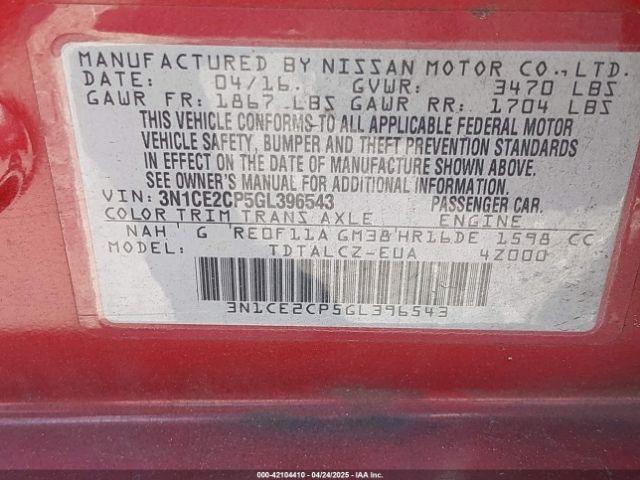 MANUFACTURED BY NISSAN MOTOR CO., LTD.
DATE: 04/16. GVWR: 3470 LBS
GAWR FR: 1867 LBS GAWR RR: 1704 LBS
THIS VEHICLE CONFORMS TO ALL APPLICABLE FEDERAL MOTOR
VEHICLE SAFETY, BUMPER AND THEFT PREVENTION STANDARDS
IN EFFECT ON THE DATE OF MANUFACTURE SHOWN ABOVE.
SEE OWNER'S MANUAL FOR ADDITIONAL INFORMATION.
VIN: 3N1CE2CP5GL396543 PASSENGER CAR.
COLOR TRIM TRANS AXLE ENGINE
NAH G RE0F11A GM38 HR16DE 1598 CC
MODEL: TDTALCZ-EUA 4Z000
3N1CE2CP5GL396543
000-42104410 - 04/24/2025 - IAAI.COM